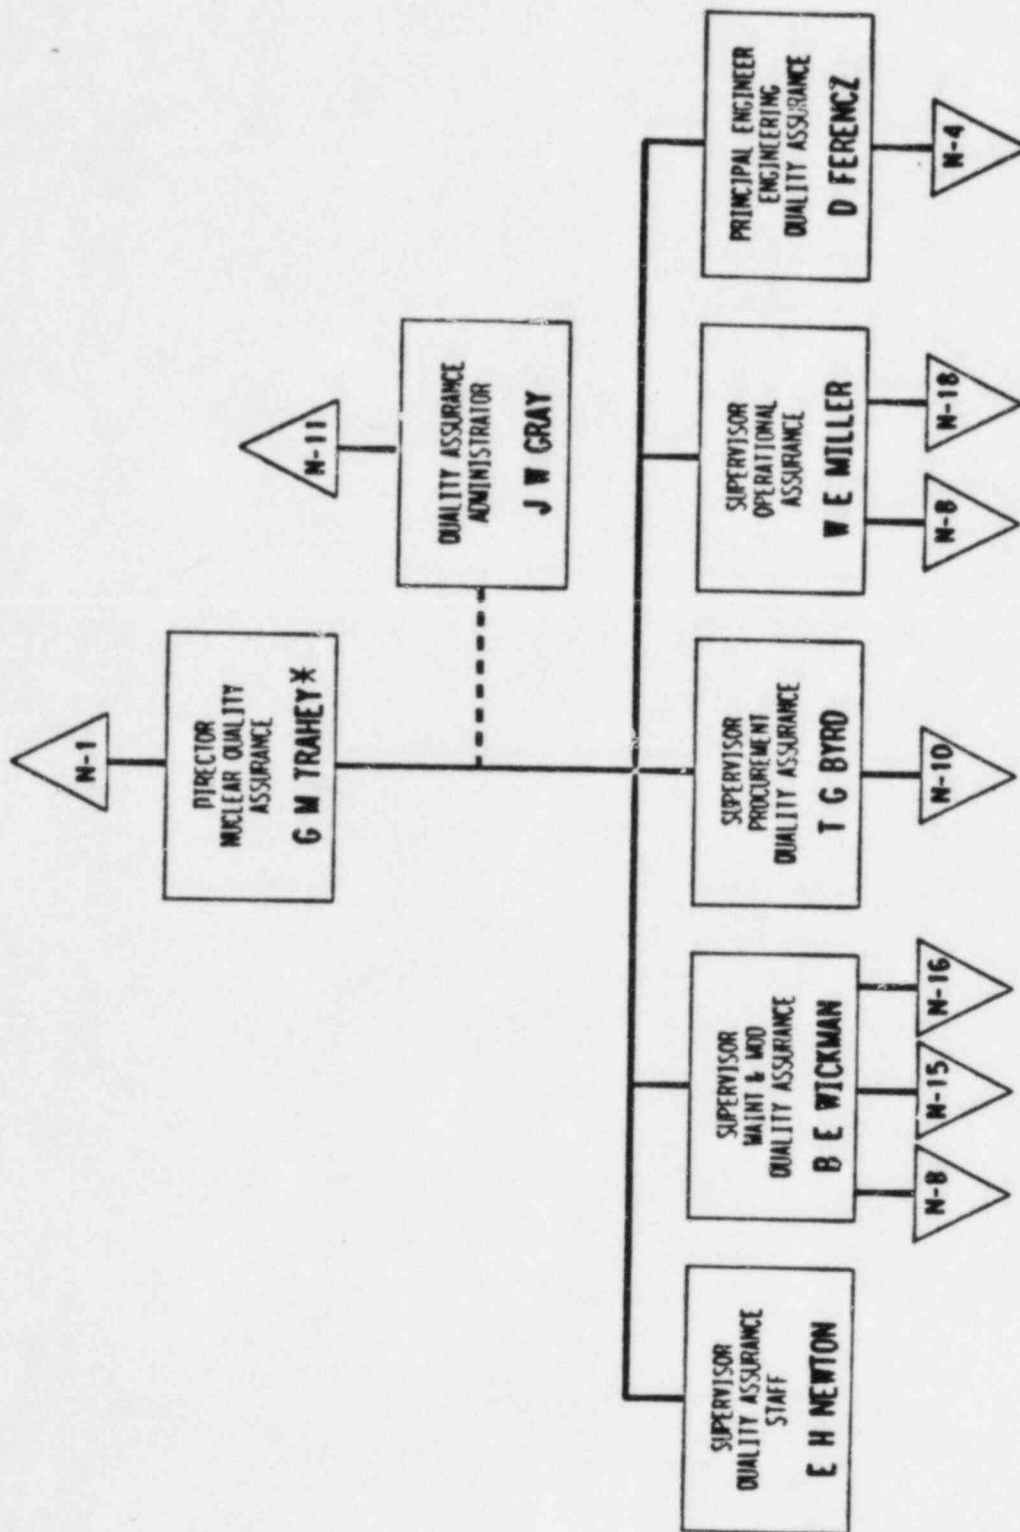 N-1
DIRECTOR
NUCLEAR QUALITY
ASSURANCE
G M TRAHEY*
N-11
QUALITY ASSURANCE
ADMINISTRATOR
J W GRAY
SUPERVISOR
QUALITY ASSURANCE
STAFF
E H NEWTON
SUPERVISOR
MAINT & MOD
QUALITY ASSURANCE
B E WICKMAN
N-8
N-15
N-16
SUPERVISOR
PROCUREMENT
QUALITY ASSURANCE
T G BYRD
N-10
SUPERVISOR
OPERATIONAL
ASSURANCE
W E MILLER
N-8
N-18
PRINCIPAL ENGINEER
ENGINEERING
QUALITY ASSURANCE
D FERENCZ
N-4